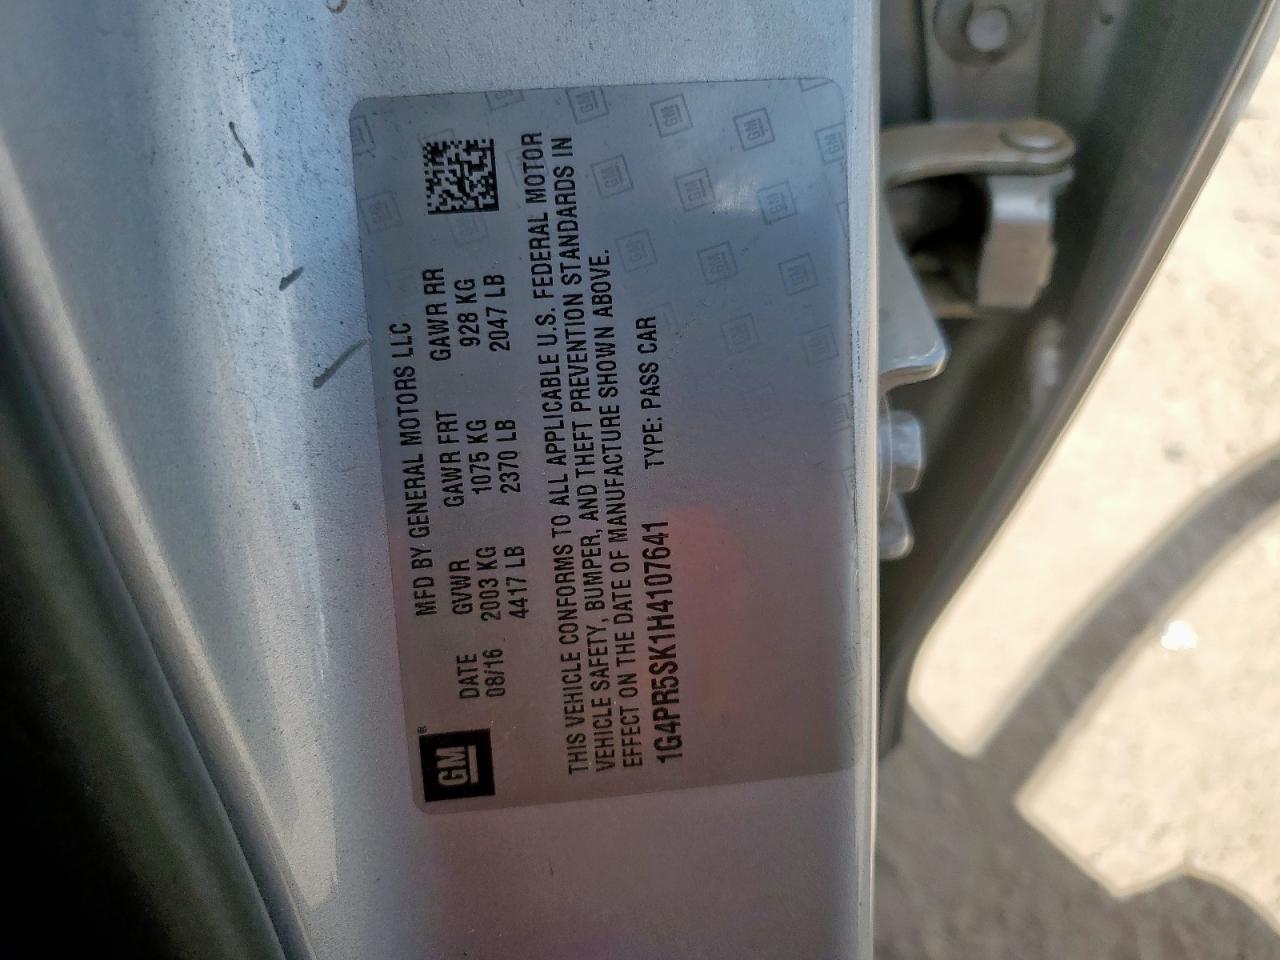 MFD BY GENERAL MOTORS LLC
DATE GVWR GAWR FRT GAWR RR
08/16 2003 KG 1075 KG 928 KG
4417 LB 2370 LB 2047 LB
GM®
THIS VEHICLE CONFORMS TO ALL APPLICABLE U.S. FEDERAL MOTOR
VEHICLE SAFETY, BUMPER, AND THEFT PREVENTION STANDARDS IN
EFFECT ON THE DATE OF MANUFACTURE SHOWN ABOVE.
1G4PR5SK1H4107641 TYPE: PASS CAR